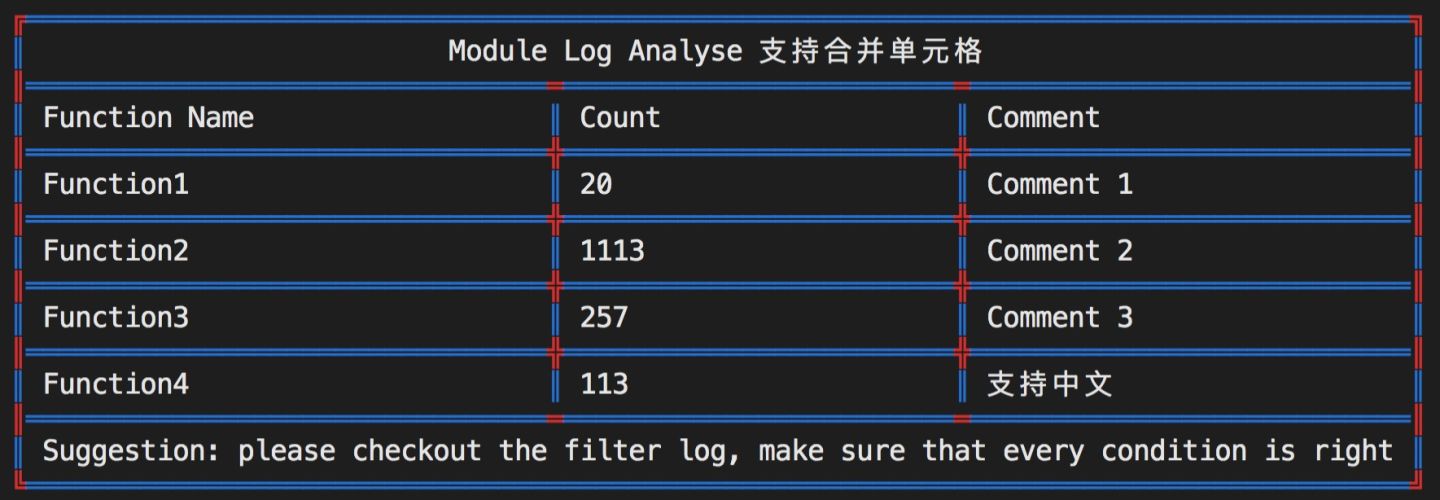 Module Log Analyse 支持合并单元格
Function Name Count Comment
Function1 20 Comment 1
Function2 1113 Comment 2
Function3 257 Comment 3
Function4 113 支持中文
Suggestion: please checkout the filter log, make sure that every condition is right